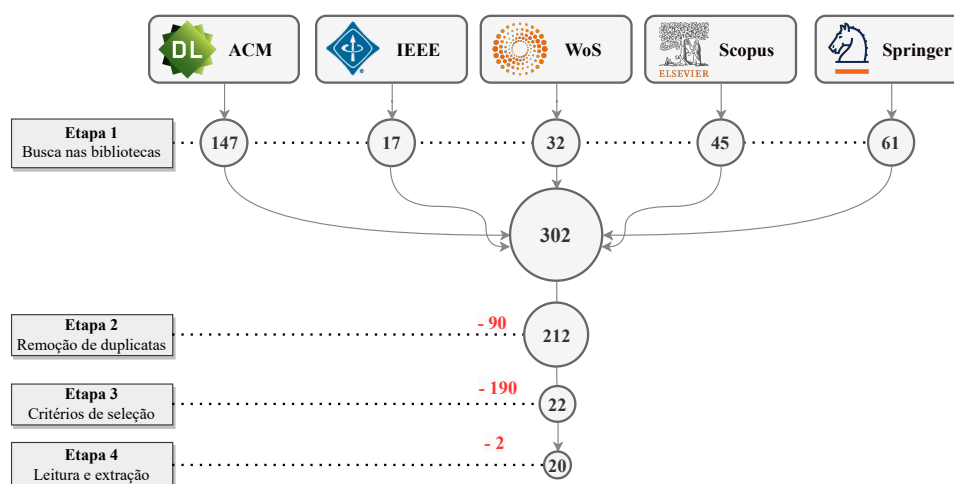 DL ACM
IEEE
WoS
ELSEVIER Scopus
Springer
Etapa 1
Busca nas bibliotecas
147
17
32
45
61
302
Etapa 2
Remoção de duplicatas
- 90
212
Etapa 3
Critérios de seleção
- 190
22
Etapa 4
Leitura e extração
- 2
20